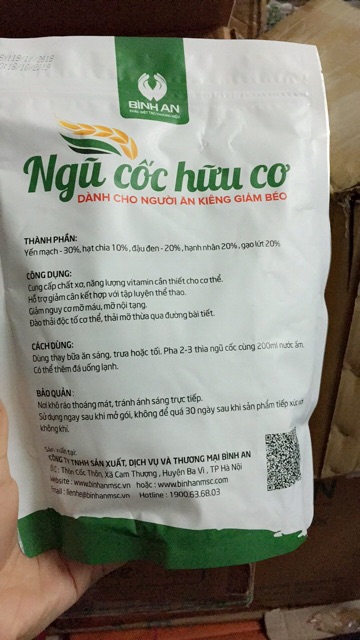 BÌNH AN
Ngũ cốc hữu cơ
DÀNH CHO NGƯỜI ĂN KIÊNG GIẢM BÉO
THÀNH PHẦN:
Yến mạch - 30%, hạt chia 10%, đậu đen - 20%, hạnh nhân 20%, gạo lứt 20%
CÔNG DỤNG:
Cung cấp chất xơ, năng lượng vitamin cần thiết cho cơ thể.
Hỗ trợ giảm cân kết hợp với tập luyện thể thao.
Giảm nguy cơ mỡ máu, mỡ nội tạng.
Đào thải độc tố cơ thể, thải mỡ thừa qua đường bài tiết.
CÁCH DÙNG:
Dùng thay bữa ăn sáng, trưa hoặc tối. Pha 2-3 thìa ngũ cốc cùng 200ml nước ấm.
Có thể thêm đá uống lạnh.
BẢO QUẢN:
Nơi khô ráo thoáng mát, tránh ánh sáng trực tiếp.
Sử dụng ngay sau khi mở gói, không để quá 30 ngày sau khi sản phẩm tiếp xúc với
không khí.
Sản xuất tại:
CÔNG TY TNHH SẢN XUẤT, DỊCH VỤ VÀ THƯƠNG MẠI BÌNH AN
ĐC : Thôn Cốc Thôn, Xã Cam Thượng, Huyện Ba Vì, TP Hà Nội
website : www.binhanmsc.vn hoặc : www.binhanmsc.com
Email : lienhe@binhanmsc.vn Hotline : 1900.63.68.03